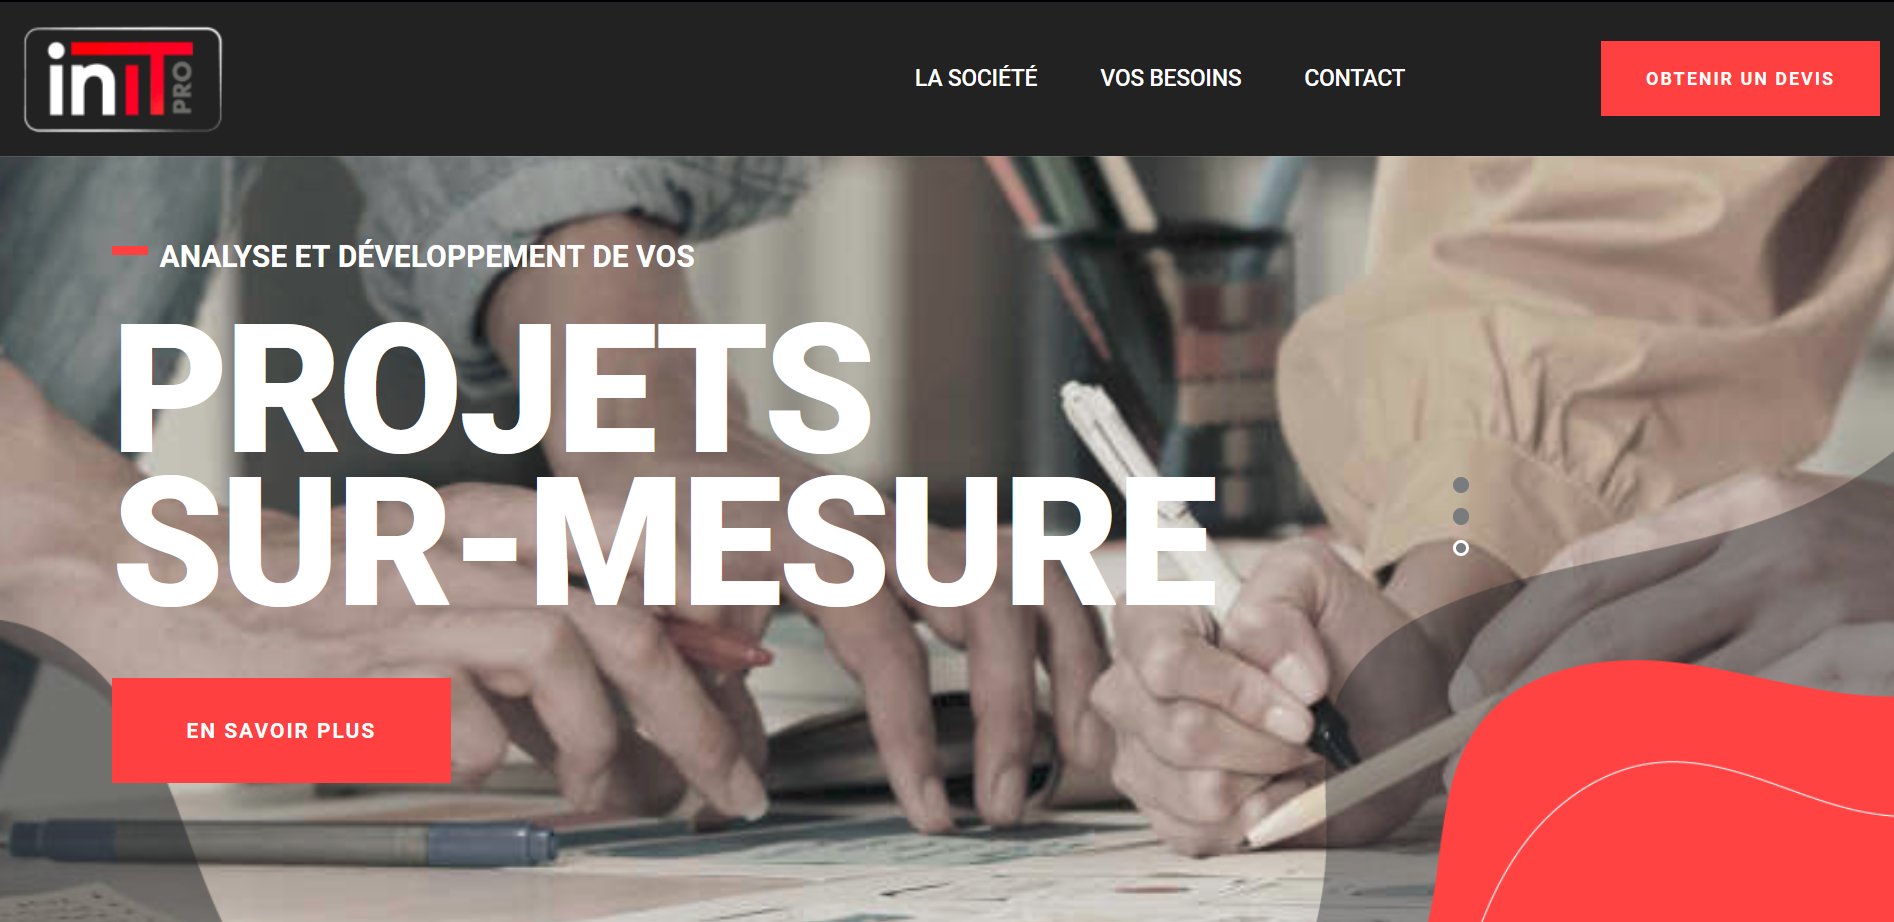 inIT PRO
LA SOCIÉTÉ
VOS BESOINS
CONTACT
OBTENIR UN DEVIS
ANALYSE ET DÉVELOPPEMENT DE VOS
PROJETS
SUR-MESURE
EN SAVOIR PLUS